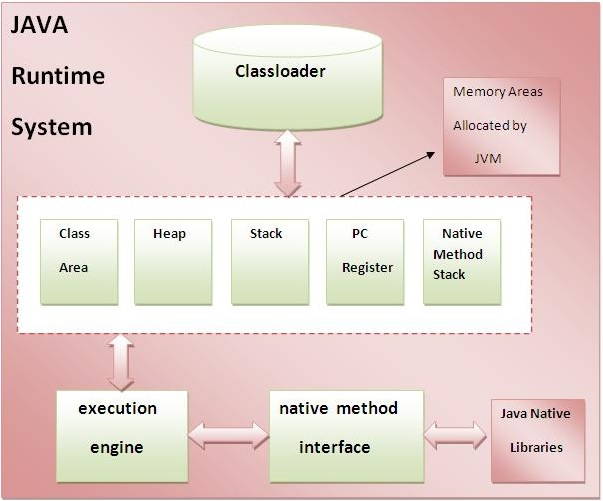 JAVA
Runtime
System
Classloader
Memory Areas
Allocated by
JVM
Class
Area
Heap
Stack
PC
Register
Native
Method
Stack
execution
engine
native method
interface
Java Native
Libraries